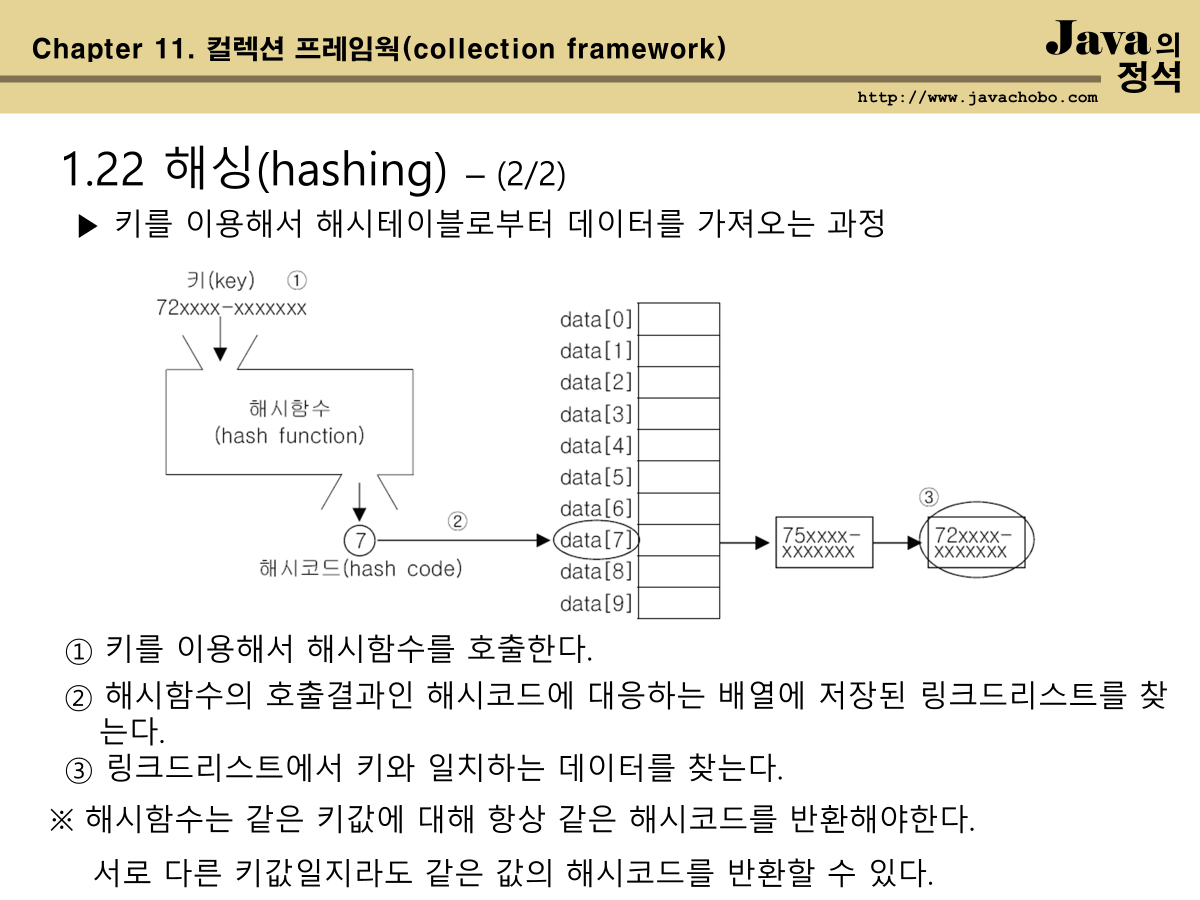 Chapter 11. 컬렉션 프레임웍(collection framework)
Java의
정석
http://www.javachobo.com
1.22 해싱(hashing) – (2/2)
▶ 키를 이용해서 해시테이블로부터 데이터를 가져오는 과정
키(key) ①
72xxxx-xxxxxxx
해시함수
(hash function)
7
해시코드(hash code)
②
data[0]
data[1]
data[2]
data[3]
data[4]
data[5]
data[6]
data[7]
data[8]
data[9]
75xxxx-
xxxxxxx
③
72xxxx-
xxxxxxx
① 키를 이용해서 해시함수를 호출한다.
② 해시함수의 호출결과인 해시코드에 대응하는 배열에 저장된 링크드리스트를 찾
는다.
③ 링크드리스트에서 키와 일치하는 데이터를 찾는다.
※ 해시함수는 같은 키값에 대해 항상 같은 해시코드를 반환해야한다.
서로 다른 키값일지라도 같은 값의 해시코드를 반환할 수 있다.